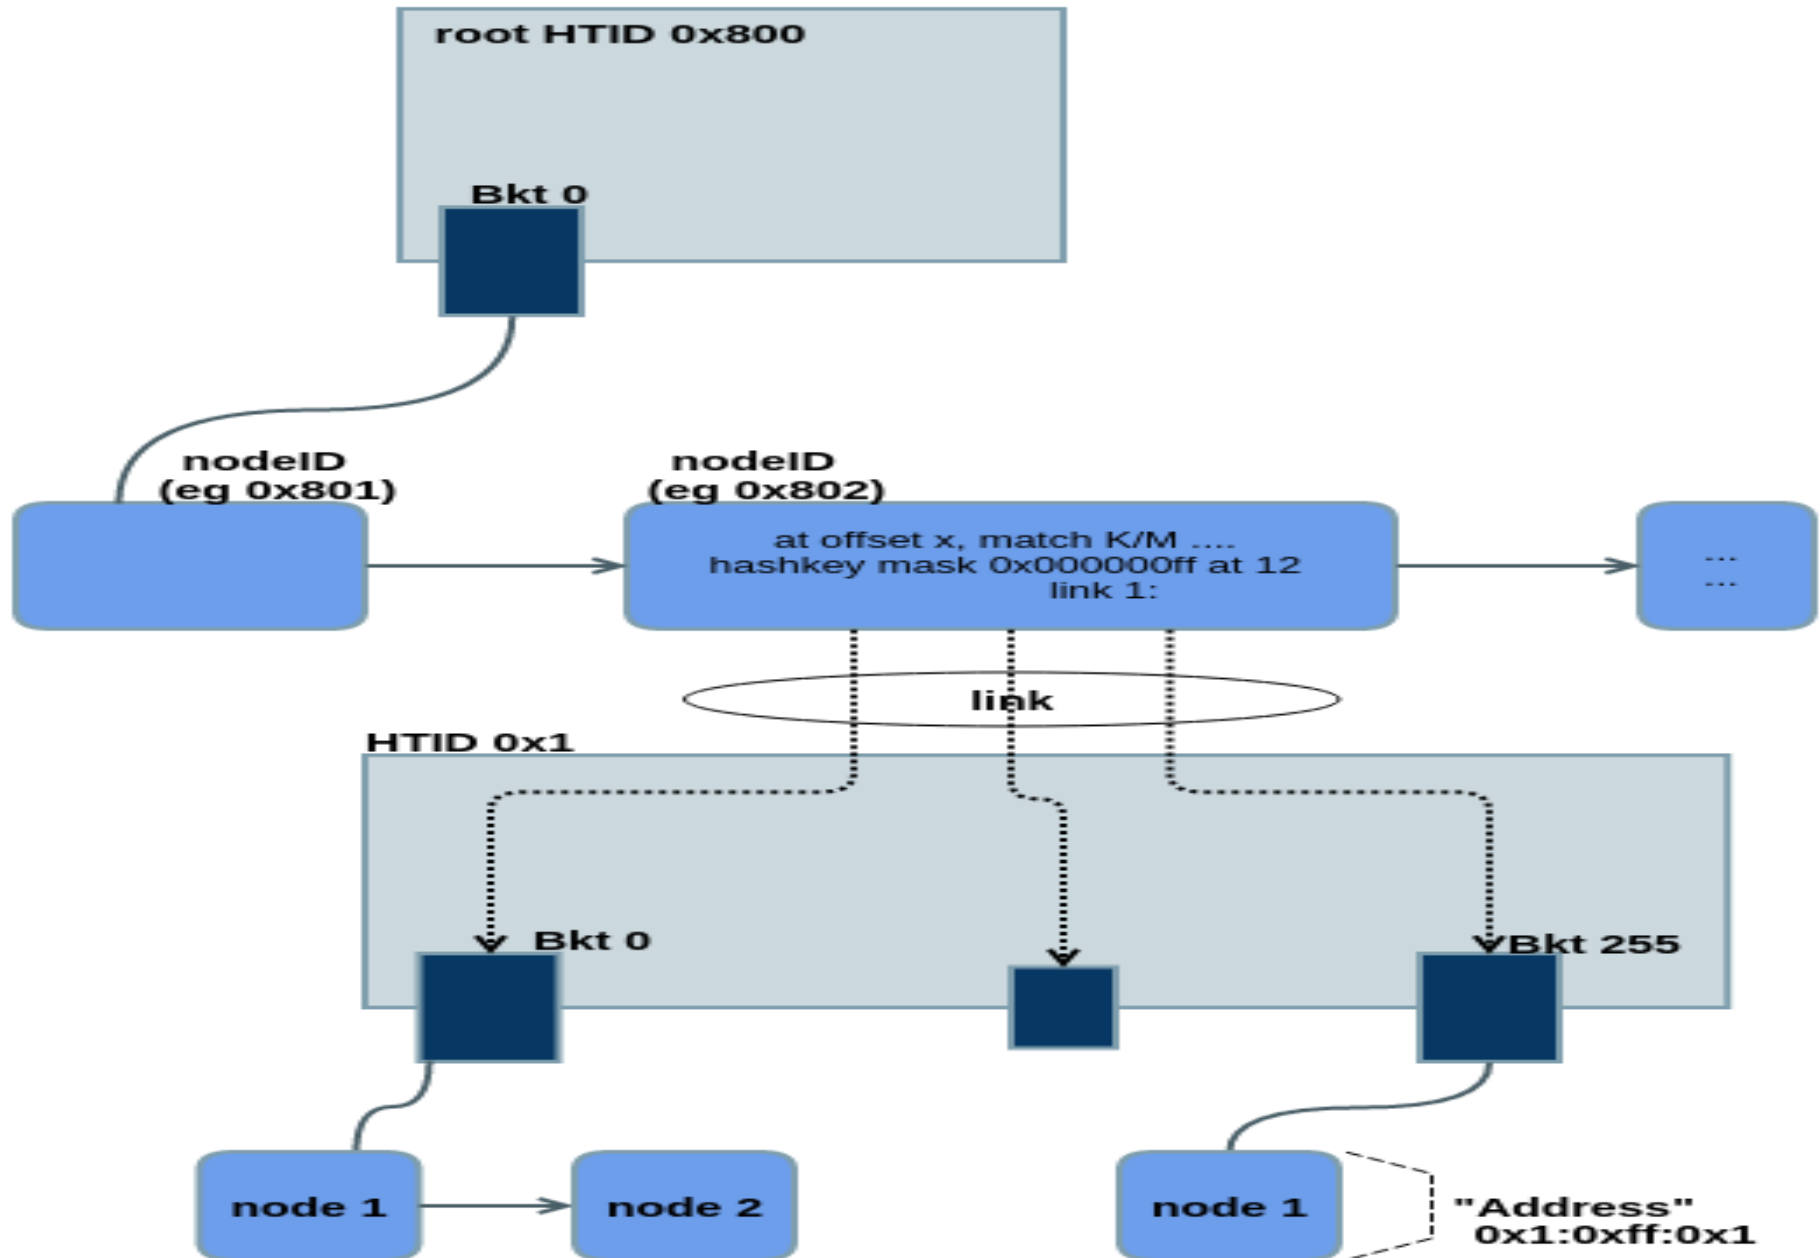 root HTID 0x800
Bkt 0
nodeID
(eg 0x801)
nodeID
(eg 0x802)
at offset x, match K/M ....
hashkey mask 0x000000ff at 12
link 1:
...
...
link
HTID 0x1
Bkt 0
Bkt 255
node 1
node 2
node 1
"Address"
0x1:0xff:0x1